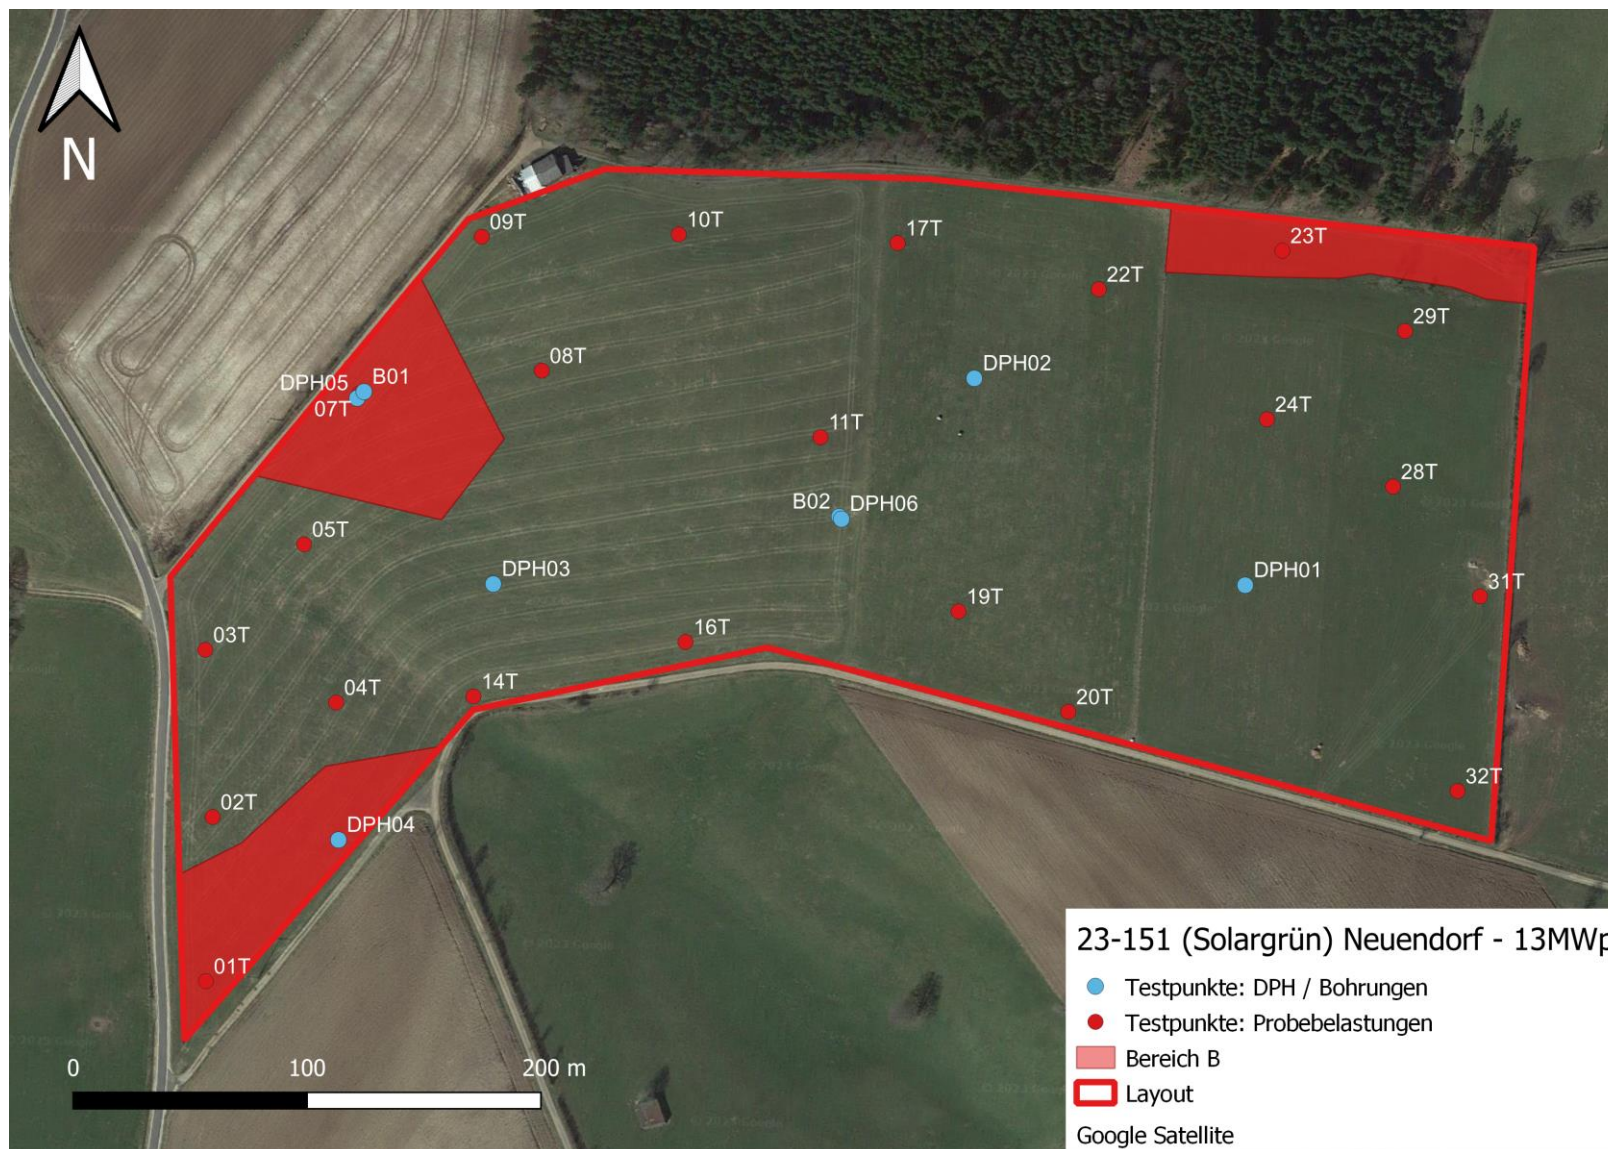 N
09T
10T
17T
23T
22T
29T
08T
DPH02
DPH05
B01
07T
24T
11T
28T
B02
DPH06
05T
DPH03
DPH01
31T
19T
03T
16T
04T
14T
20T
32T
02T
DPH04
01T
0
100
200 m
23-151 (Solargrün) Neuendorf - 13MWp
Testpunkte: DPH / Bohrungen
Testpunkte: Probebelastungen
Bereich B
Layout
Google Satellite